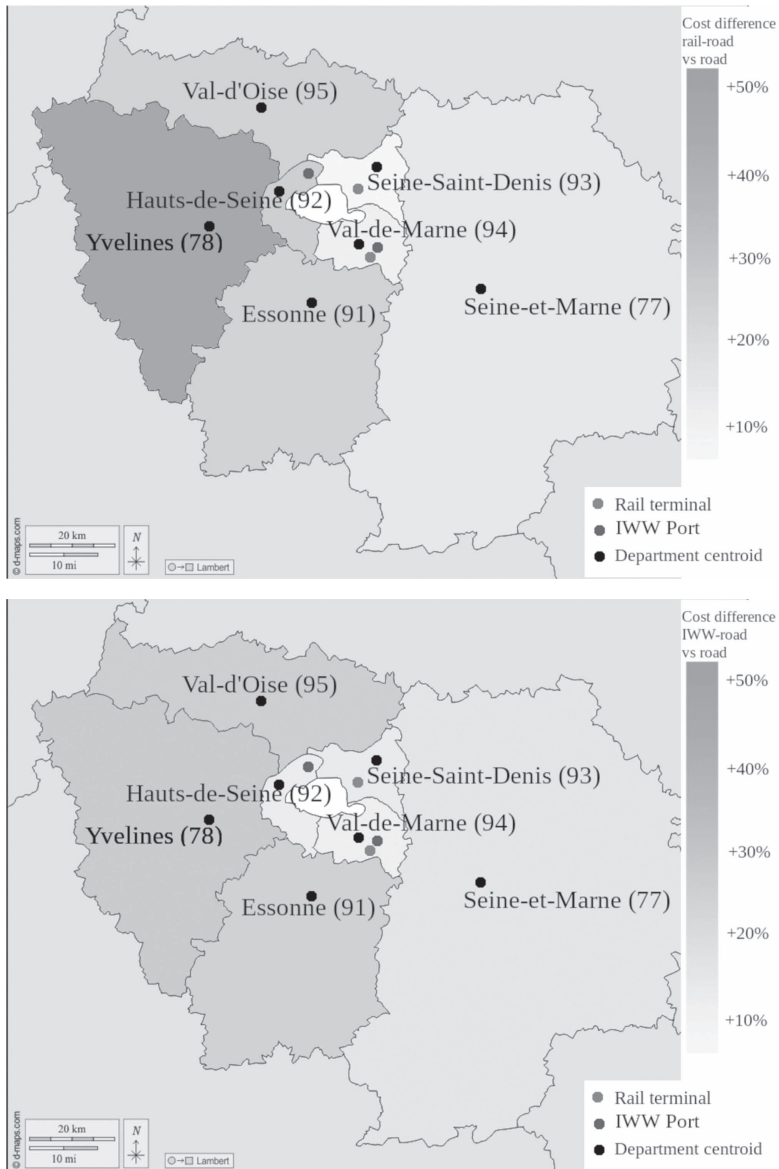 Cost difference
rail-road
vs road
+50%
+40%
+30%
+20%
+10%
Val-d'Oise (95)
Seine-Saint-Denis (93)
Hauts-de-Seine (92)
Val-de-Marne (94)
Yvelines (78)
Essonne (91)
Seine-et-Marne (77)
Rail terminal
IWW Port
Department centroid
© d-maps.com
20 km
10 mi
N
Lambert
Cost difference
IWW-road
vs road
+50%
+40%
+30%
+20%
+10%
Val-d'Oise (95)
Seine-Saint-Denis (93)
Hauts-de-Seine (92)
Val-de-Marne (94)
Yvelines (78)
Essonne (91)
Seine-et-Marne (77)
Rail terminal
IWW Port
Department centroid
© d-maps.com
20 km
10 mi
N
Lambert